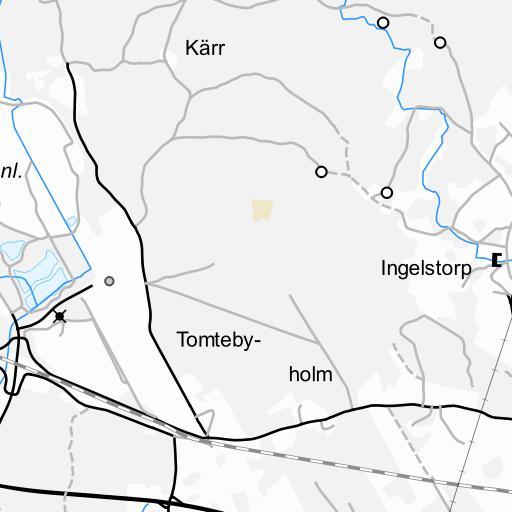 Kärr
nl.
Ingelstorp
Tomteby-
holm